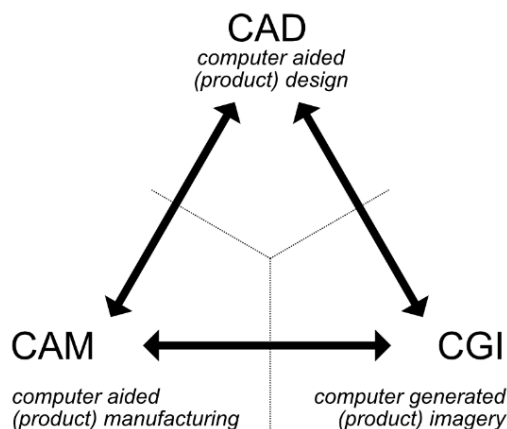 CAD
computer aided
(product) design
CAM
computer aided
(product) manufacturing
CGI
computer generated
(product) imagery